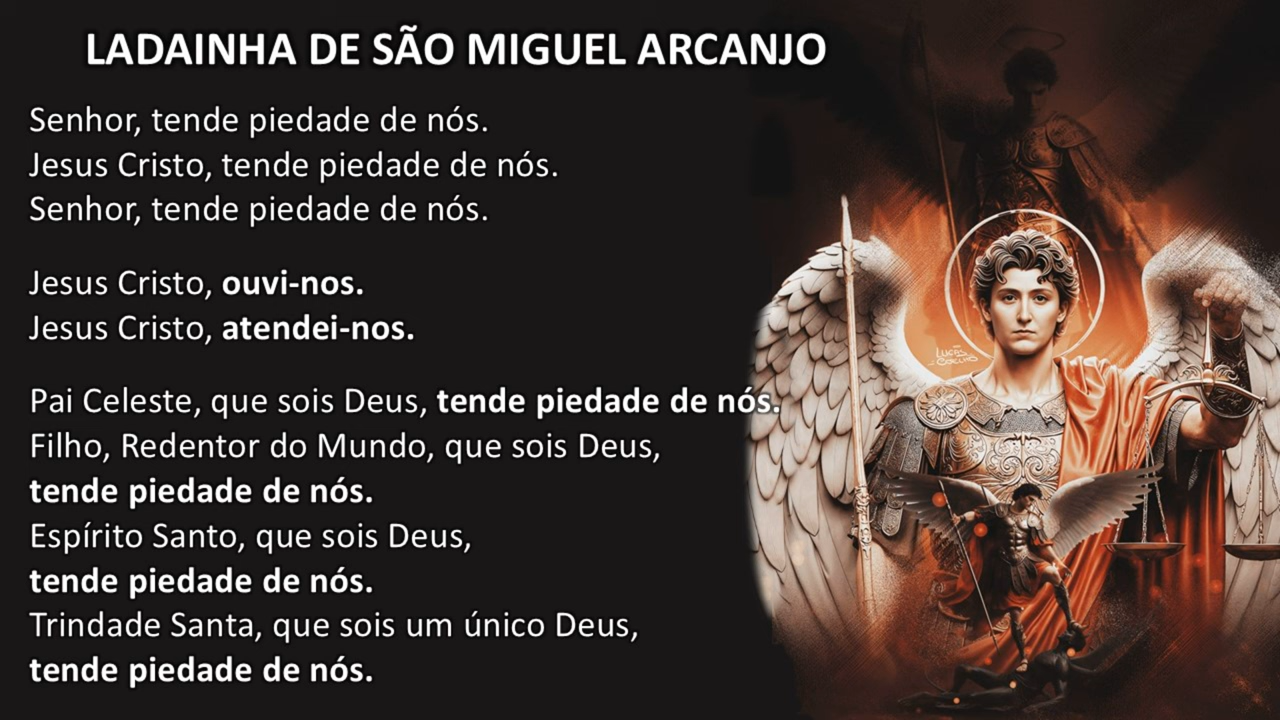 LADAINHA DE SÃO MIGUEL ARCANJO
Senhor, tende piedade de nós.
Jesus Cristo, tende piedade de nós.
Senhor, tende piedade de nós.
Jesus Cristo, ouvi-nos.
Jesus Cristo, atendei-nos.
Pai Celeste, que sois Deus, tende piedade de nós.
Filho, Redentor do Mundo, que sois Deus,
tende piedade de nós.
Espírito Santo, que sois Deus,
tende piedade de nós.
Trindade Santa, que sois um único Deus,
tende piedade de nós.
LUCAS
COELHO